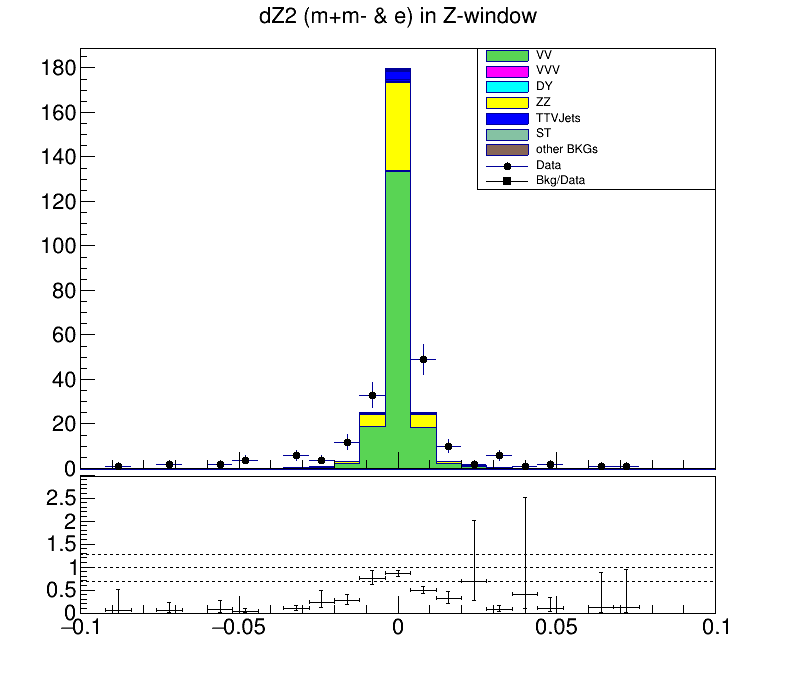 dZ2 (m+m- & e) in Z-window
VV
VVV
DY
ZZ
TTVJets
ST
other BKGs
Data
Bkg/Data
180
160
140
120
100
80
60
40
20
0
2.5
2
1.5
1
0.5
0
−0.1 −0.05 0 0.05 0.1